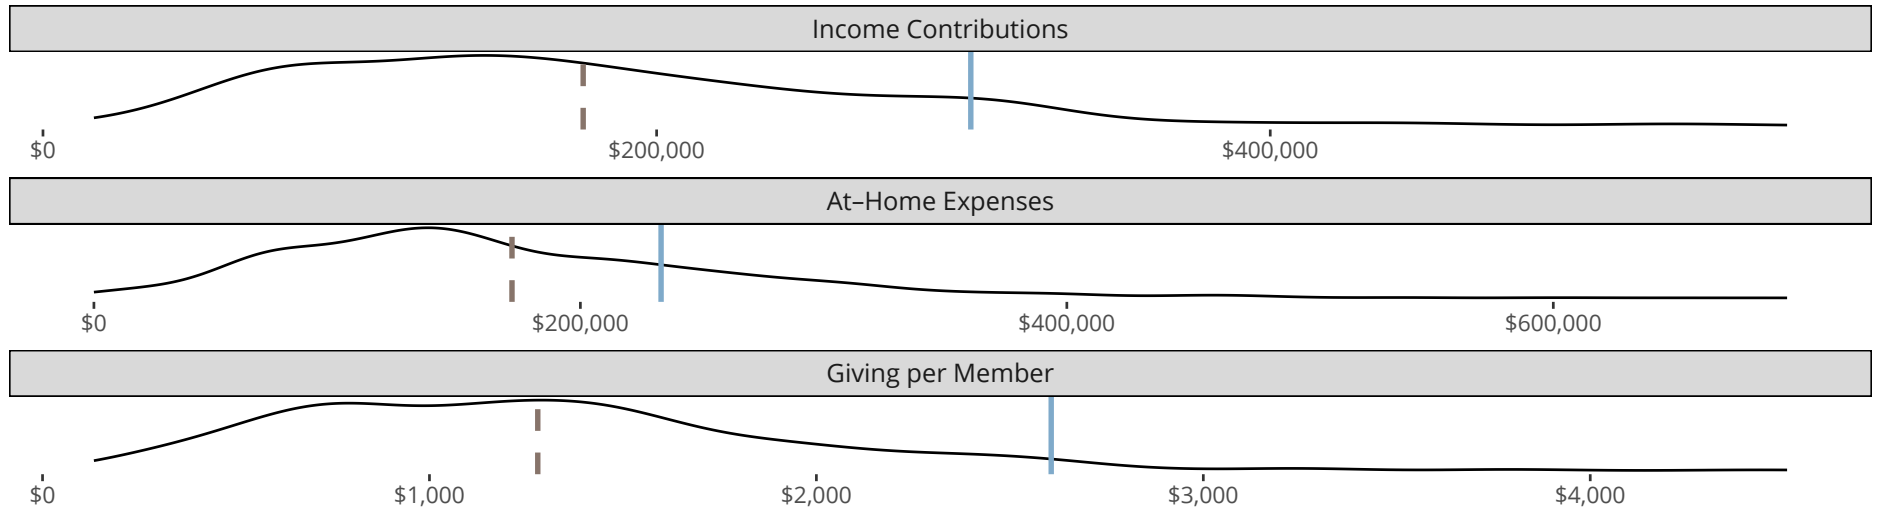 Income Contributions
$0 $200,000 $400,000
At–Home Expenses
$0 $200,000 $400,000 $600,000
Giving per Member
$0 $1,000 $2,000 $3,000 $4,000